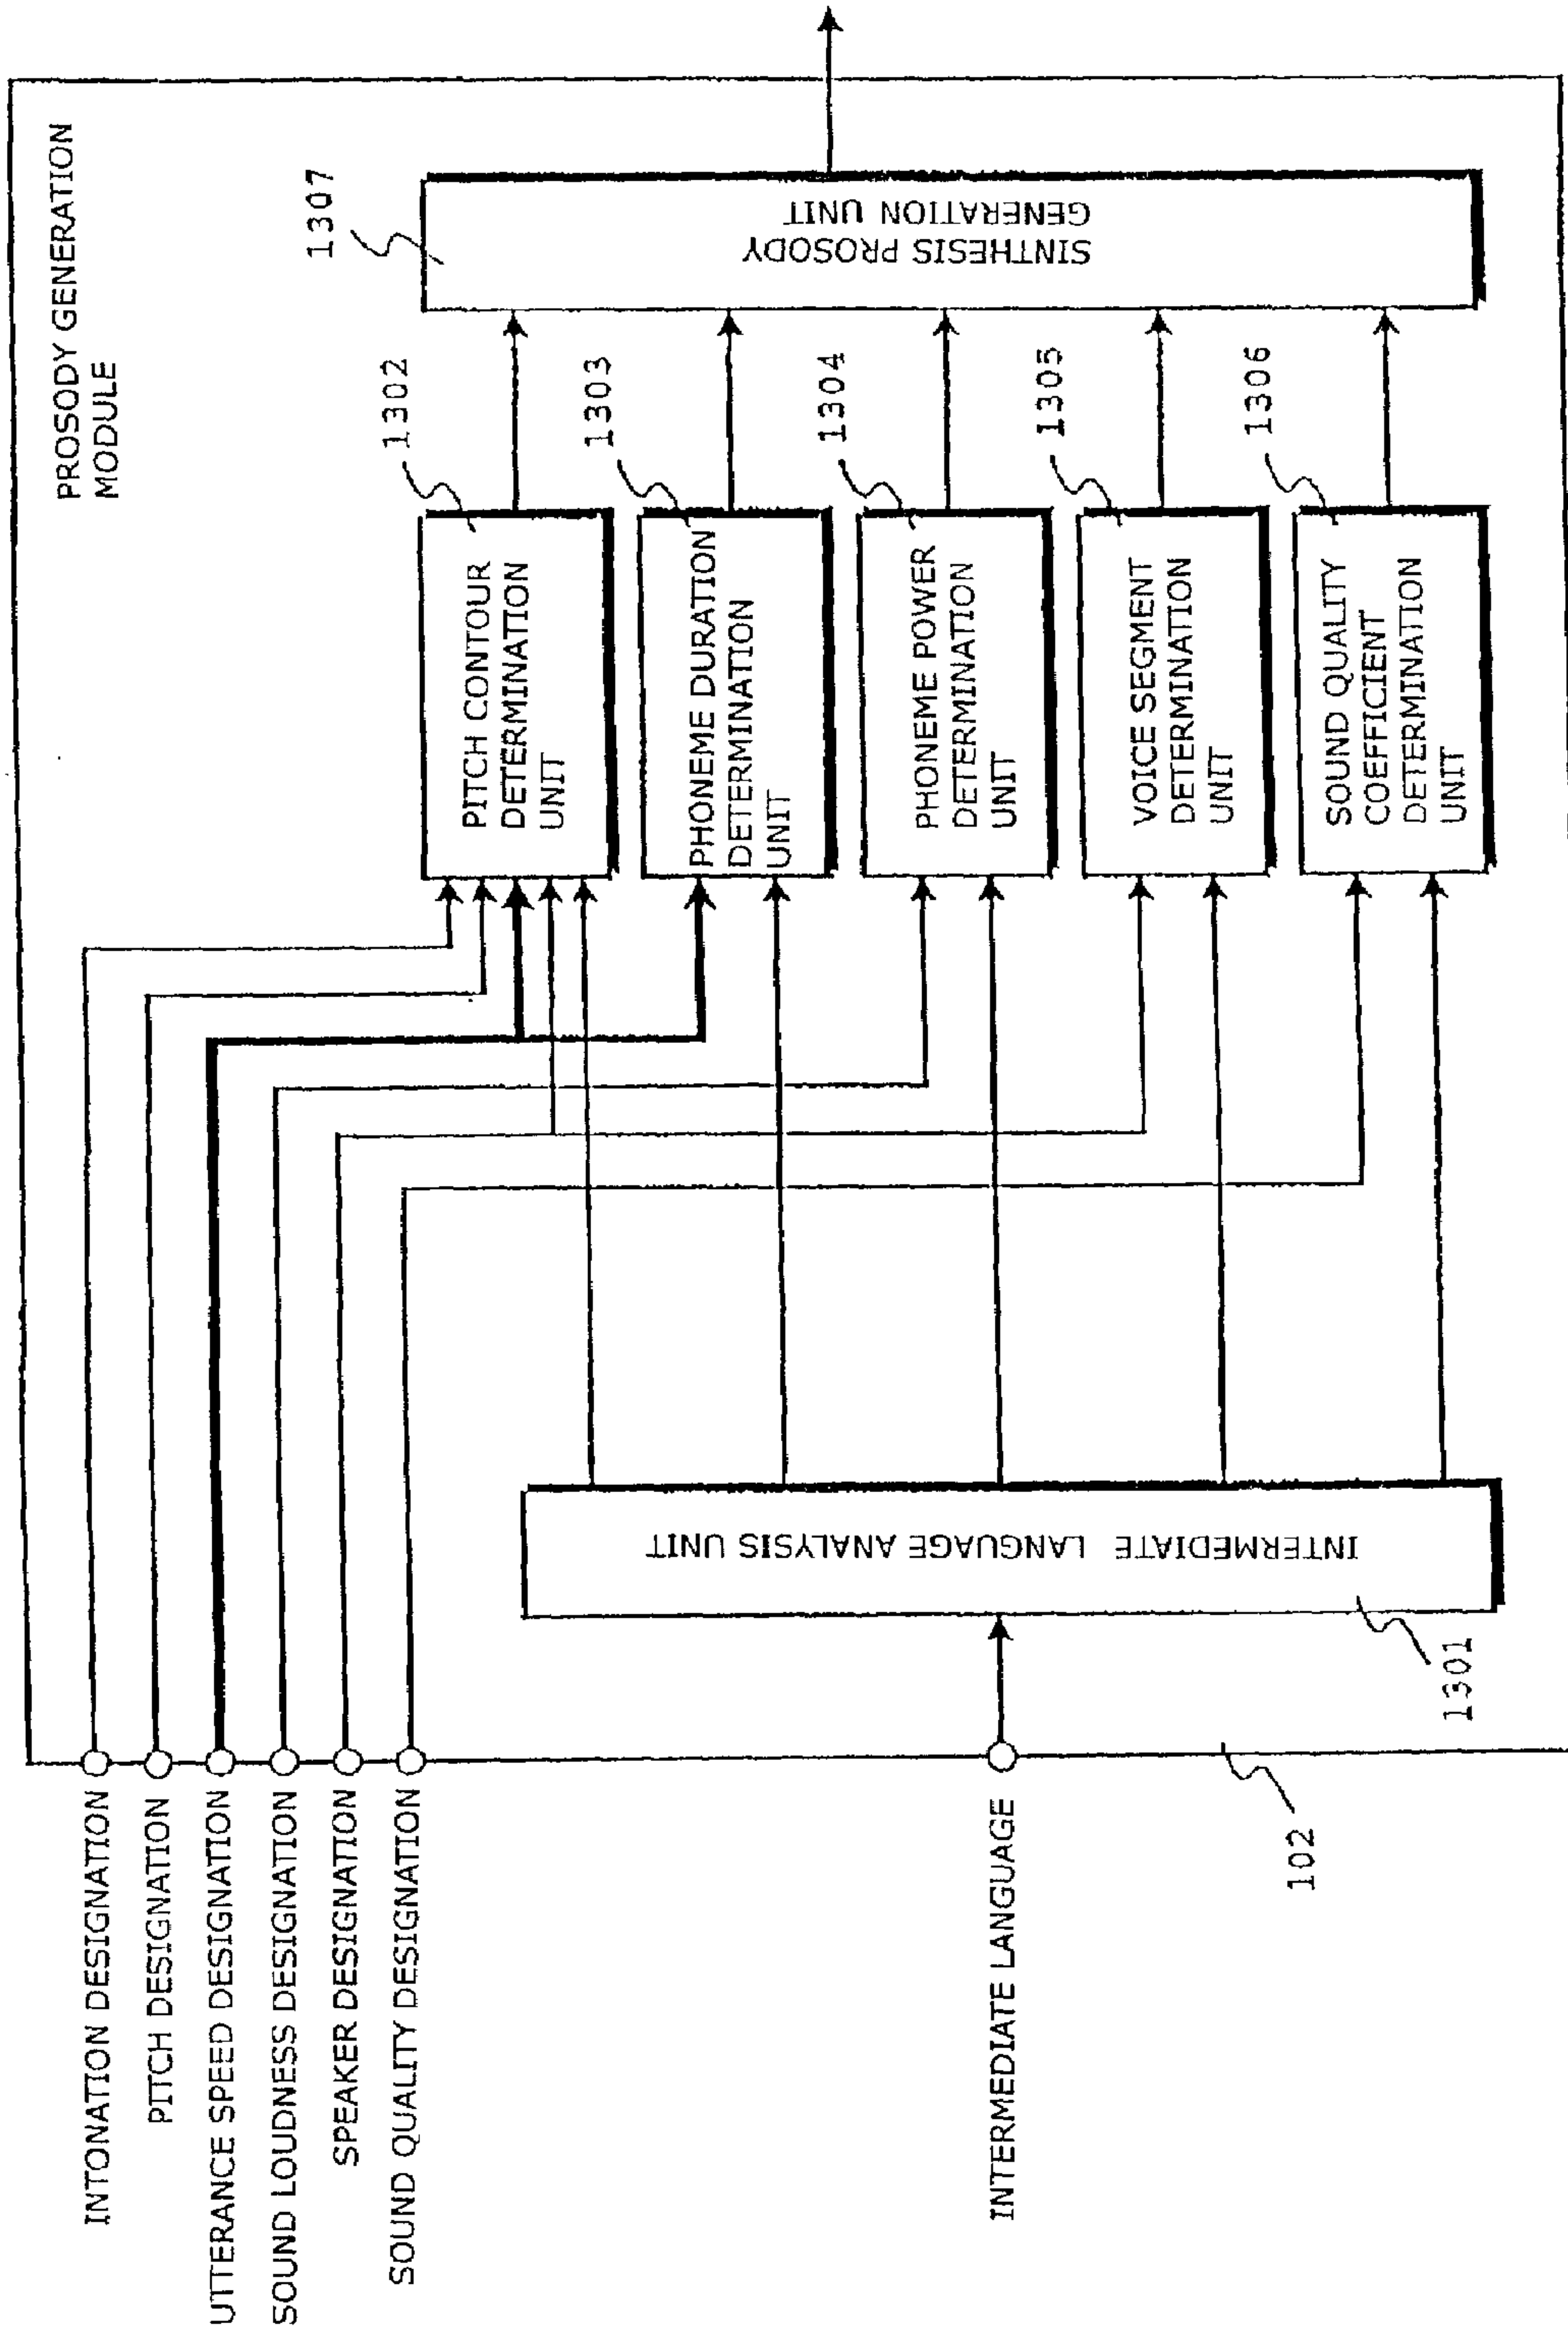 PROSODY GENERATION
MODULE
INTONATION DESIGNATION
PITCH DESIGNATION
UTTERANCE SPEED DESIGNATION
SOUND LOUDNESS DESIGNATION
SPEAKER DESIGNATION
SOUND QUALITY DESIGNATION
INTERMEDIATE LANGUAGE
102
INTERMEDIATE LANGUAGE ANALYSIS UNIT
1301
PITCH CONTOUR
DETERMINATION
UNIT
1302
PHONEME DURATION
DETERMINATION
UNIT
1303
PHONEME POWER
DETERMINATION
UNIT
1304
VOICE SEGMENT
DETERMINATION
UNIT
1305
SOUND QUALITY
COEFFICIENT
DETERMINATION
UNIT
1306
SINTHESIS PROSODY
GENERATION UNIT
1307